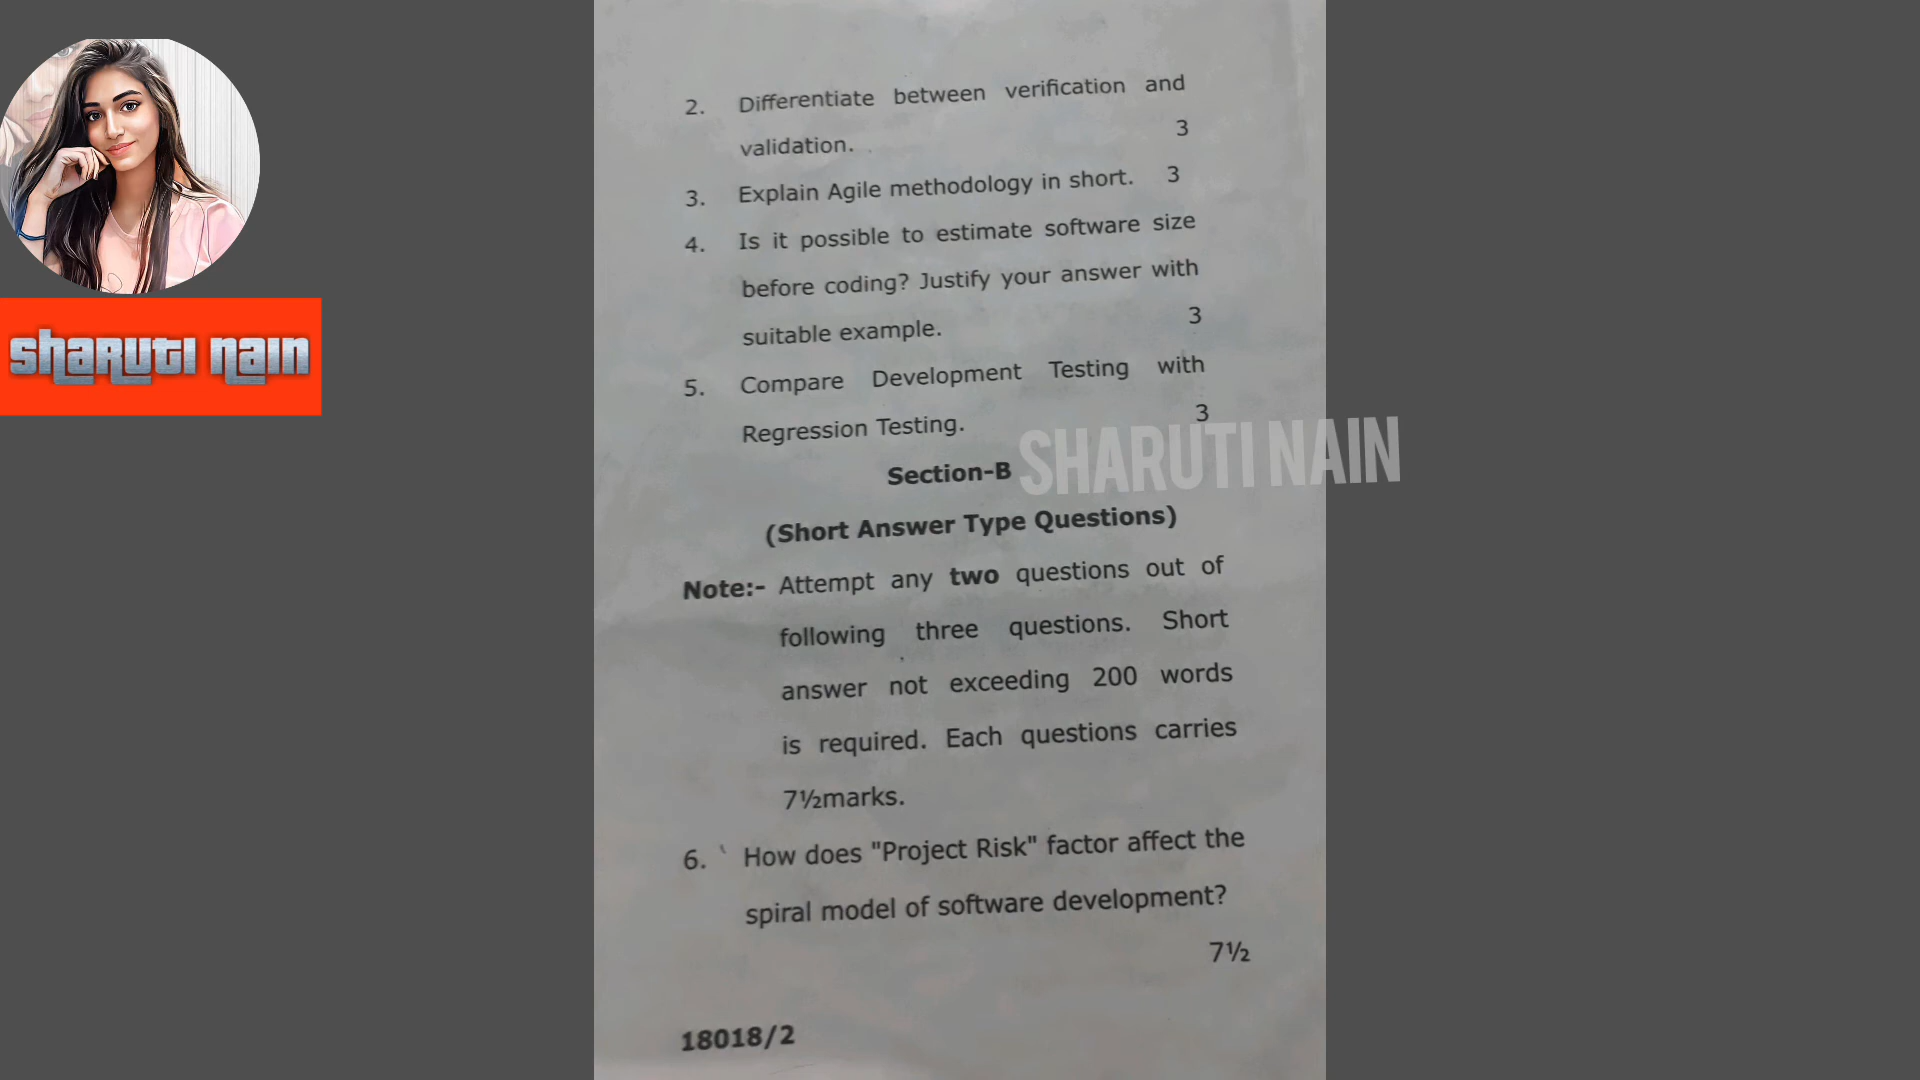 sharuti nain
2. Differentiate between verification and
validation. 3
3. Explain Agile methodology in short. 3
4. Is it possible to estimate software size
before coding? Justify your answer with
suitable example. 3
5. Compare Development Testing with
Regression Testing. 3
SHARUTI NAIN
Section-B
(Short Answer Type Questions)
Note:- Attempt any two questions out of
following three questions. Short
answer not exceeding 200 words
is required. Each questions carries
7½marks.
6. How does "Project Risk" factor affect the
spiral model of software development?
7½
18018/2